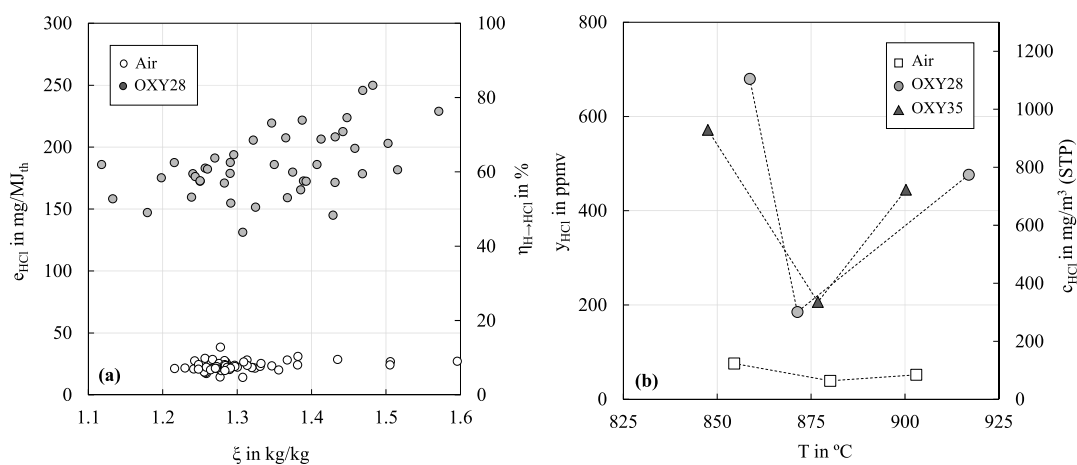 300
250
200
150
100
50
0
e_HCl in mg/MJ_th
Air
OXY28
(a)
100
80
60
40
20
0
η_H→HCl in %
1.1 1.2 1.3 1.4 1.5 1.6
ξ in kg/kg
800
600
400
200
0
y_HCl in ppmv
Air
OXY28
OXY35
(b)
1200
1000
800
600
400
200
0
c_HCl in mg/m³ (STP)
825 850 875 900 925
T in ºC